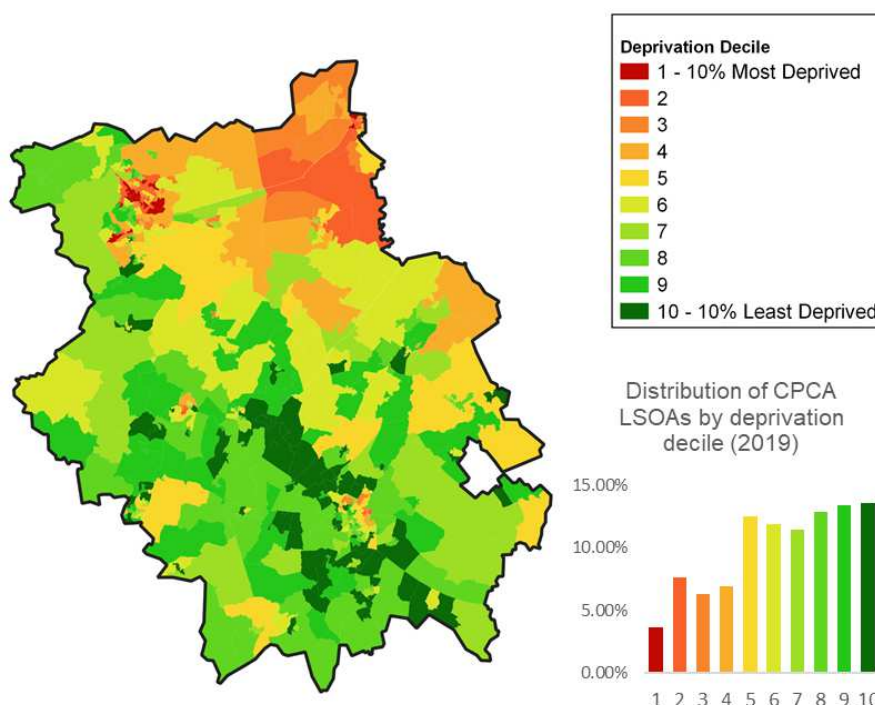 Deprivation Decile
1 - 10% Most Deprived
2
3
4
5
6
7
8
9
10 - 10% Least Deprived
Distribution of CPCA
LSOAs by deprivation
decile (2019)
15.00%
10.00%
5.00%
0.00%
1 2 3 4 5 6 7 8 9 10